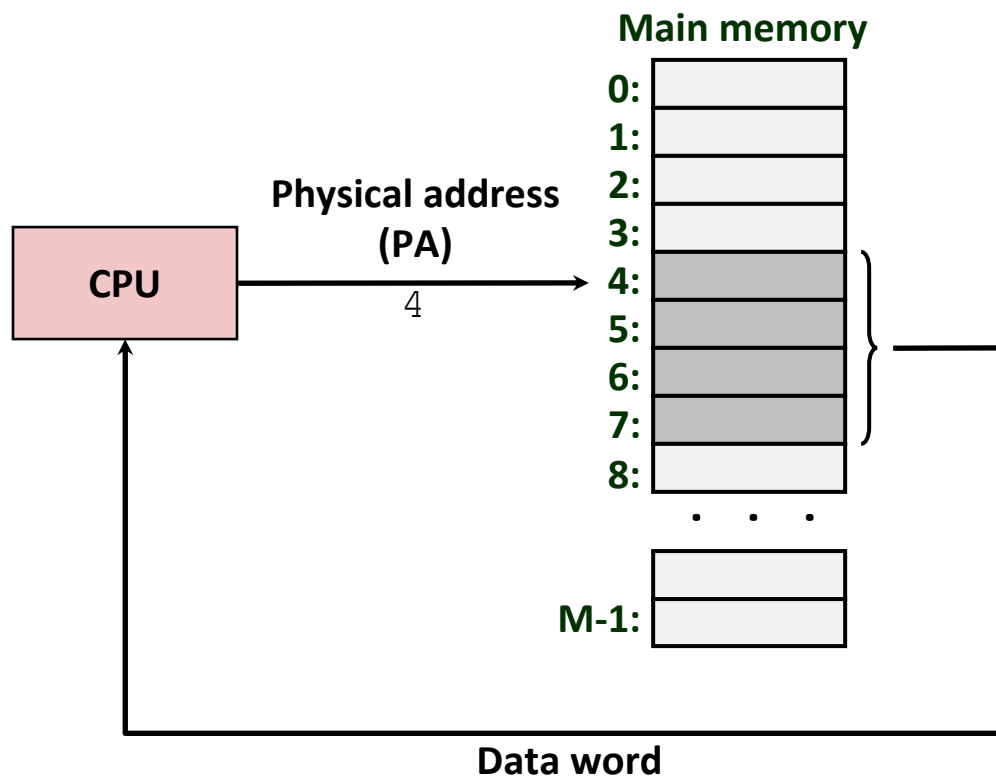 Main memory
0:
1:
2:
Physical address
(PA)
3:
CPU
4:
4
5:
6:
7:
8:
. . .
M-1:
Data word